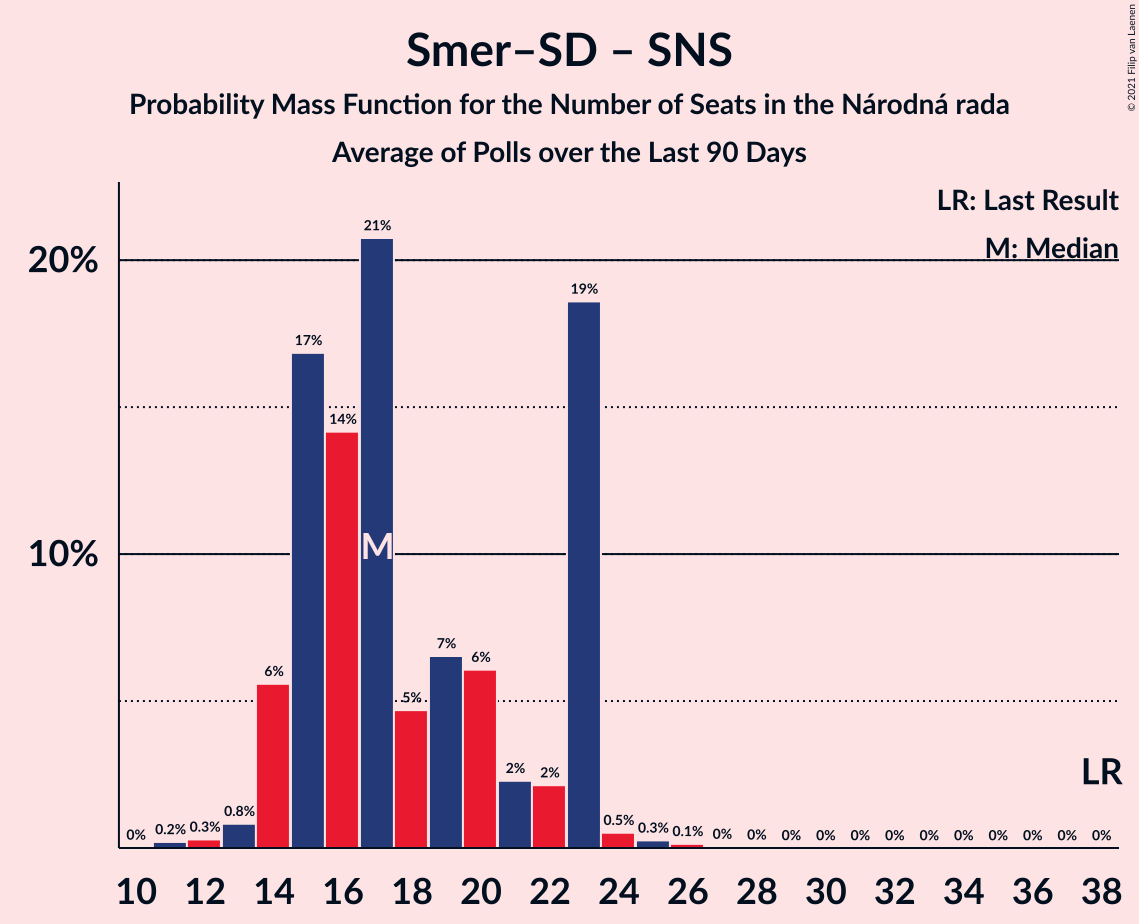 Smer–SD – SNS
Probability Mass Function for the Number of Seats in the Národná rada
Average of Polls over the Last 90 Days
© 2021 Filip van Laenen
LR: Last Result
M: Median
20%
10%
0% 0.2% 0.3% 0.8% 6% 17% 14% 21% 5% 7% 6% 2% 2% 19% 0.5% 0.3% 0.1% 0% 0% 0% 0% 0% 0% 0% 0% 0% 0% 0% 0%
M
LR
10 12 14 16 18 20 22 24 26 28 30 32 34 36 38